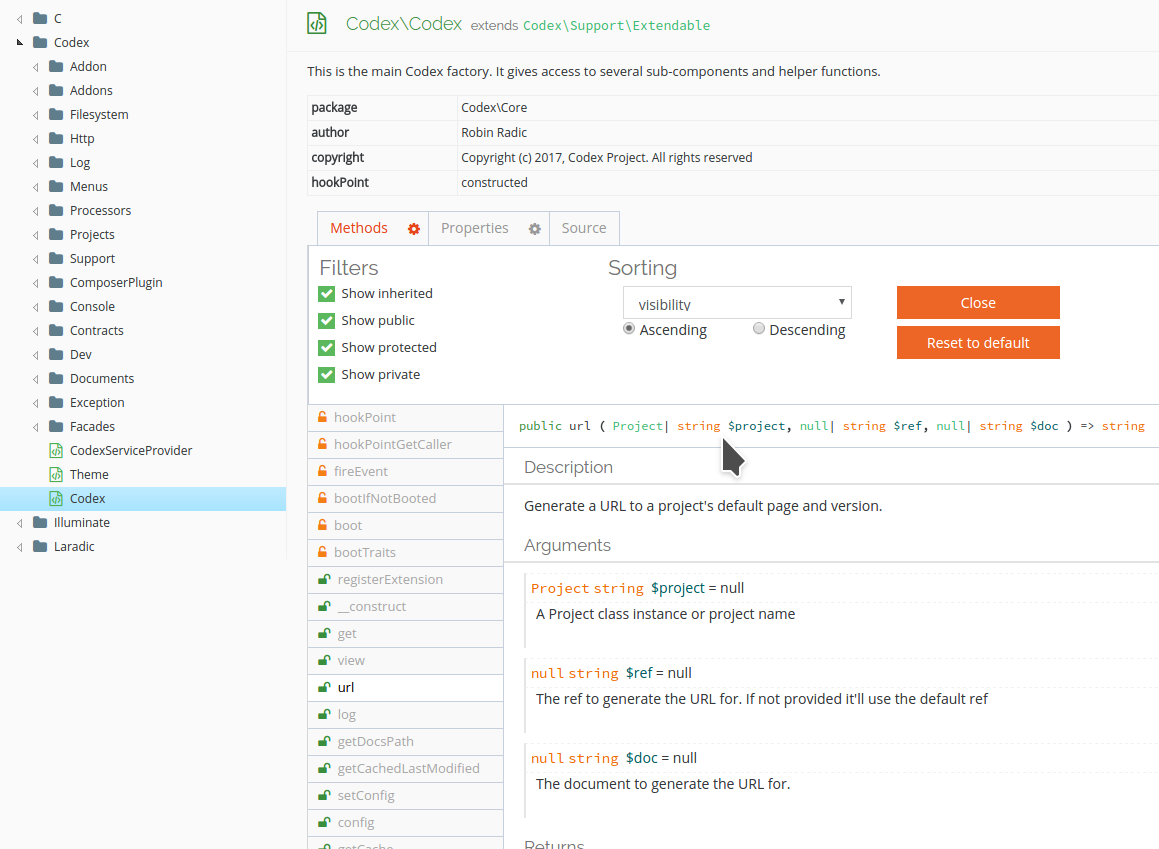 C
Codex
Addon
Addons
Filesystem
Http
Log
Menus
Processors
Projects
Support
ComposerPlugin
Console
Contracts
Dev
Documents
Exception
Facades
CodexServiceProvider
Theme
Codex
Illuminate
Laradic
Codex\Codex extends Codex\Support\Extendable
This is the main Codex factory. It gives access to several sub-components and helper functions.
package Codex\Core
author Robin Radic
copyright Copyright (c) 2017, Codex Project. All rights reserved
hookPoint constructed
Methods Properties Source
Filters
Show inherited
Show public
Show protected
Show private
Sorting
visibility
Ascending Descending
Close
Reset to default
hookPoint
hookPointGetCaller
fireEvent
bootIfNotBooted
boot
bootTraits
registerExtension
__construct
get
view
url
log
getDocsPath
getCachedLastModified
setConfig
config
getCache
public url ( Project| string $project, null| string $ref, null| string $doc ) => string
Description
Generate a URL to a project's default page and version.
Arguments
Project string $project = null
A Project class instance or project name
null string $ref = null
The ref to generate the URL for. If not provided it'll use the default ref
null string $doc = null
The document to generate the URL for.
Returns